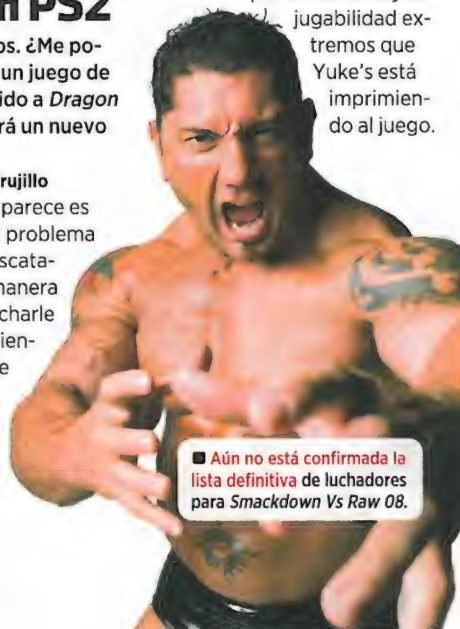 n PS2
os. ¿Me po-
un juego de
ido a Dragon
rá un nuevo
rujillo
parece es
problema
scata-
nanera
charle
ien-
e
jugabilidad ex-
tremos que
Yuke's está
imprimien-
do al juego.
Aún no está confirmada la
lista definitiva de luchadores
para Smackdown Vs Raw 08.